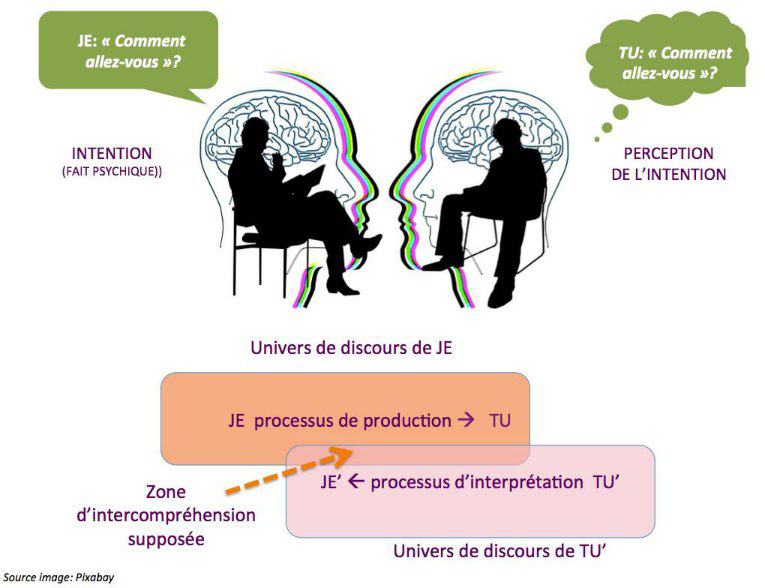 JE: « Comment
allez-vous »?
TU: « Comment
allez-vous »?
INTENTION
(FAIT PSYCHIQUE))
PERCEPTION
DE L'INTENTION
Univers de discours de JE
JE processus de production → TU
JE' ← processus d'interprétation TU'
Zone
d'intercompréhension
supposée
Univers de discours de TU'
Source image: Pixabay